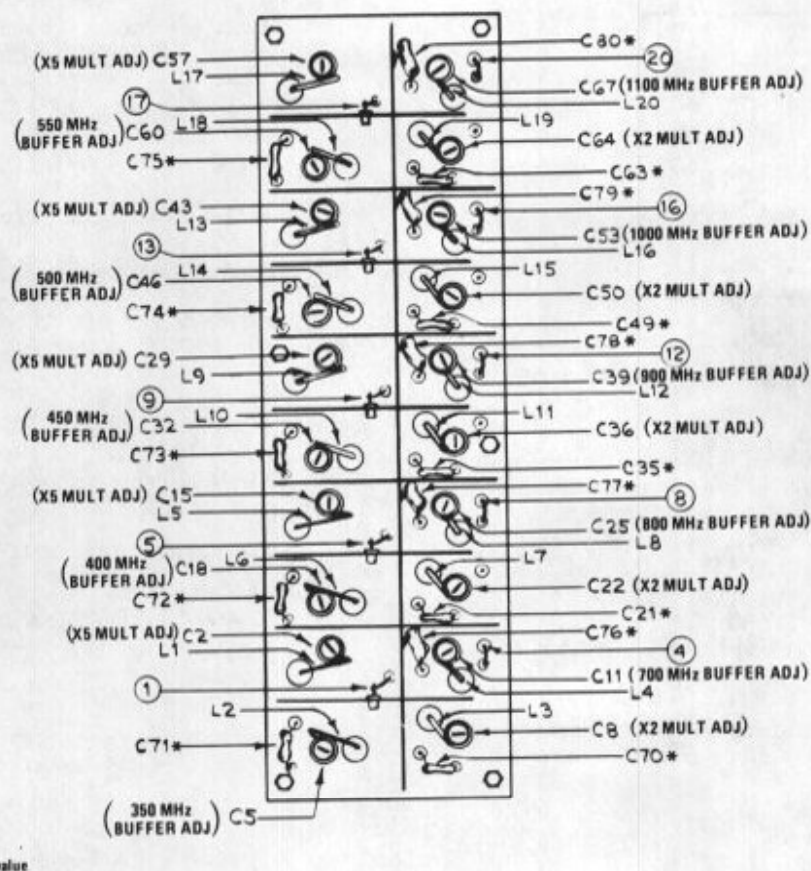 C80*
(X5 MULT ADJ) C57
20
L17
C67 (1100 MHz BUFFER ADJ)
17
L20
L18
L19
(550 MHz BUFFER ADJ) C60
C64 (X2 MULT ADJ)
C75*
C63*
C79*
(X5 MULT ADJ) C43
16
L13
C53 (1000 MHz BUFFER ADJ)
13
L16
L14
L15
(500 MHz BUFFER ADJ) C46
C50 (X2 MULT ADJ)
C74*
C49*
C78*
(X5 MULT ADJ) C29
12
L9
C39 (900 MHz BUFFER ADJ)
9
L12
L10
L11
(450 MHz BUFFER ADJ) C32
C36 (X2 MULT ADJ)
C73*
C35*
C77*
(X5 MULT ADJ) C15
8
L5
C25 (800 MHz BUFFER ADJ)
5
L8
L6
L7
(400 MHz BUFFER ADJ) C18
C22 (X2 MULT ADJ)
C72*
C21*
C76*
(X5 MULT ADJ) C2
4
L1
C11 (700 MHz BUFFER ADJ)
1
L4
L2
L3
C8 (X2 MULT ADJ)
C71*
C70*
(350 MHz BUFFER ADJ) C5
value